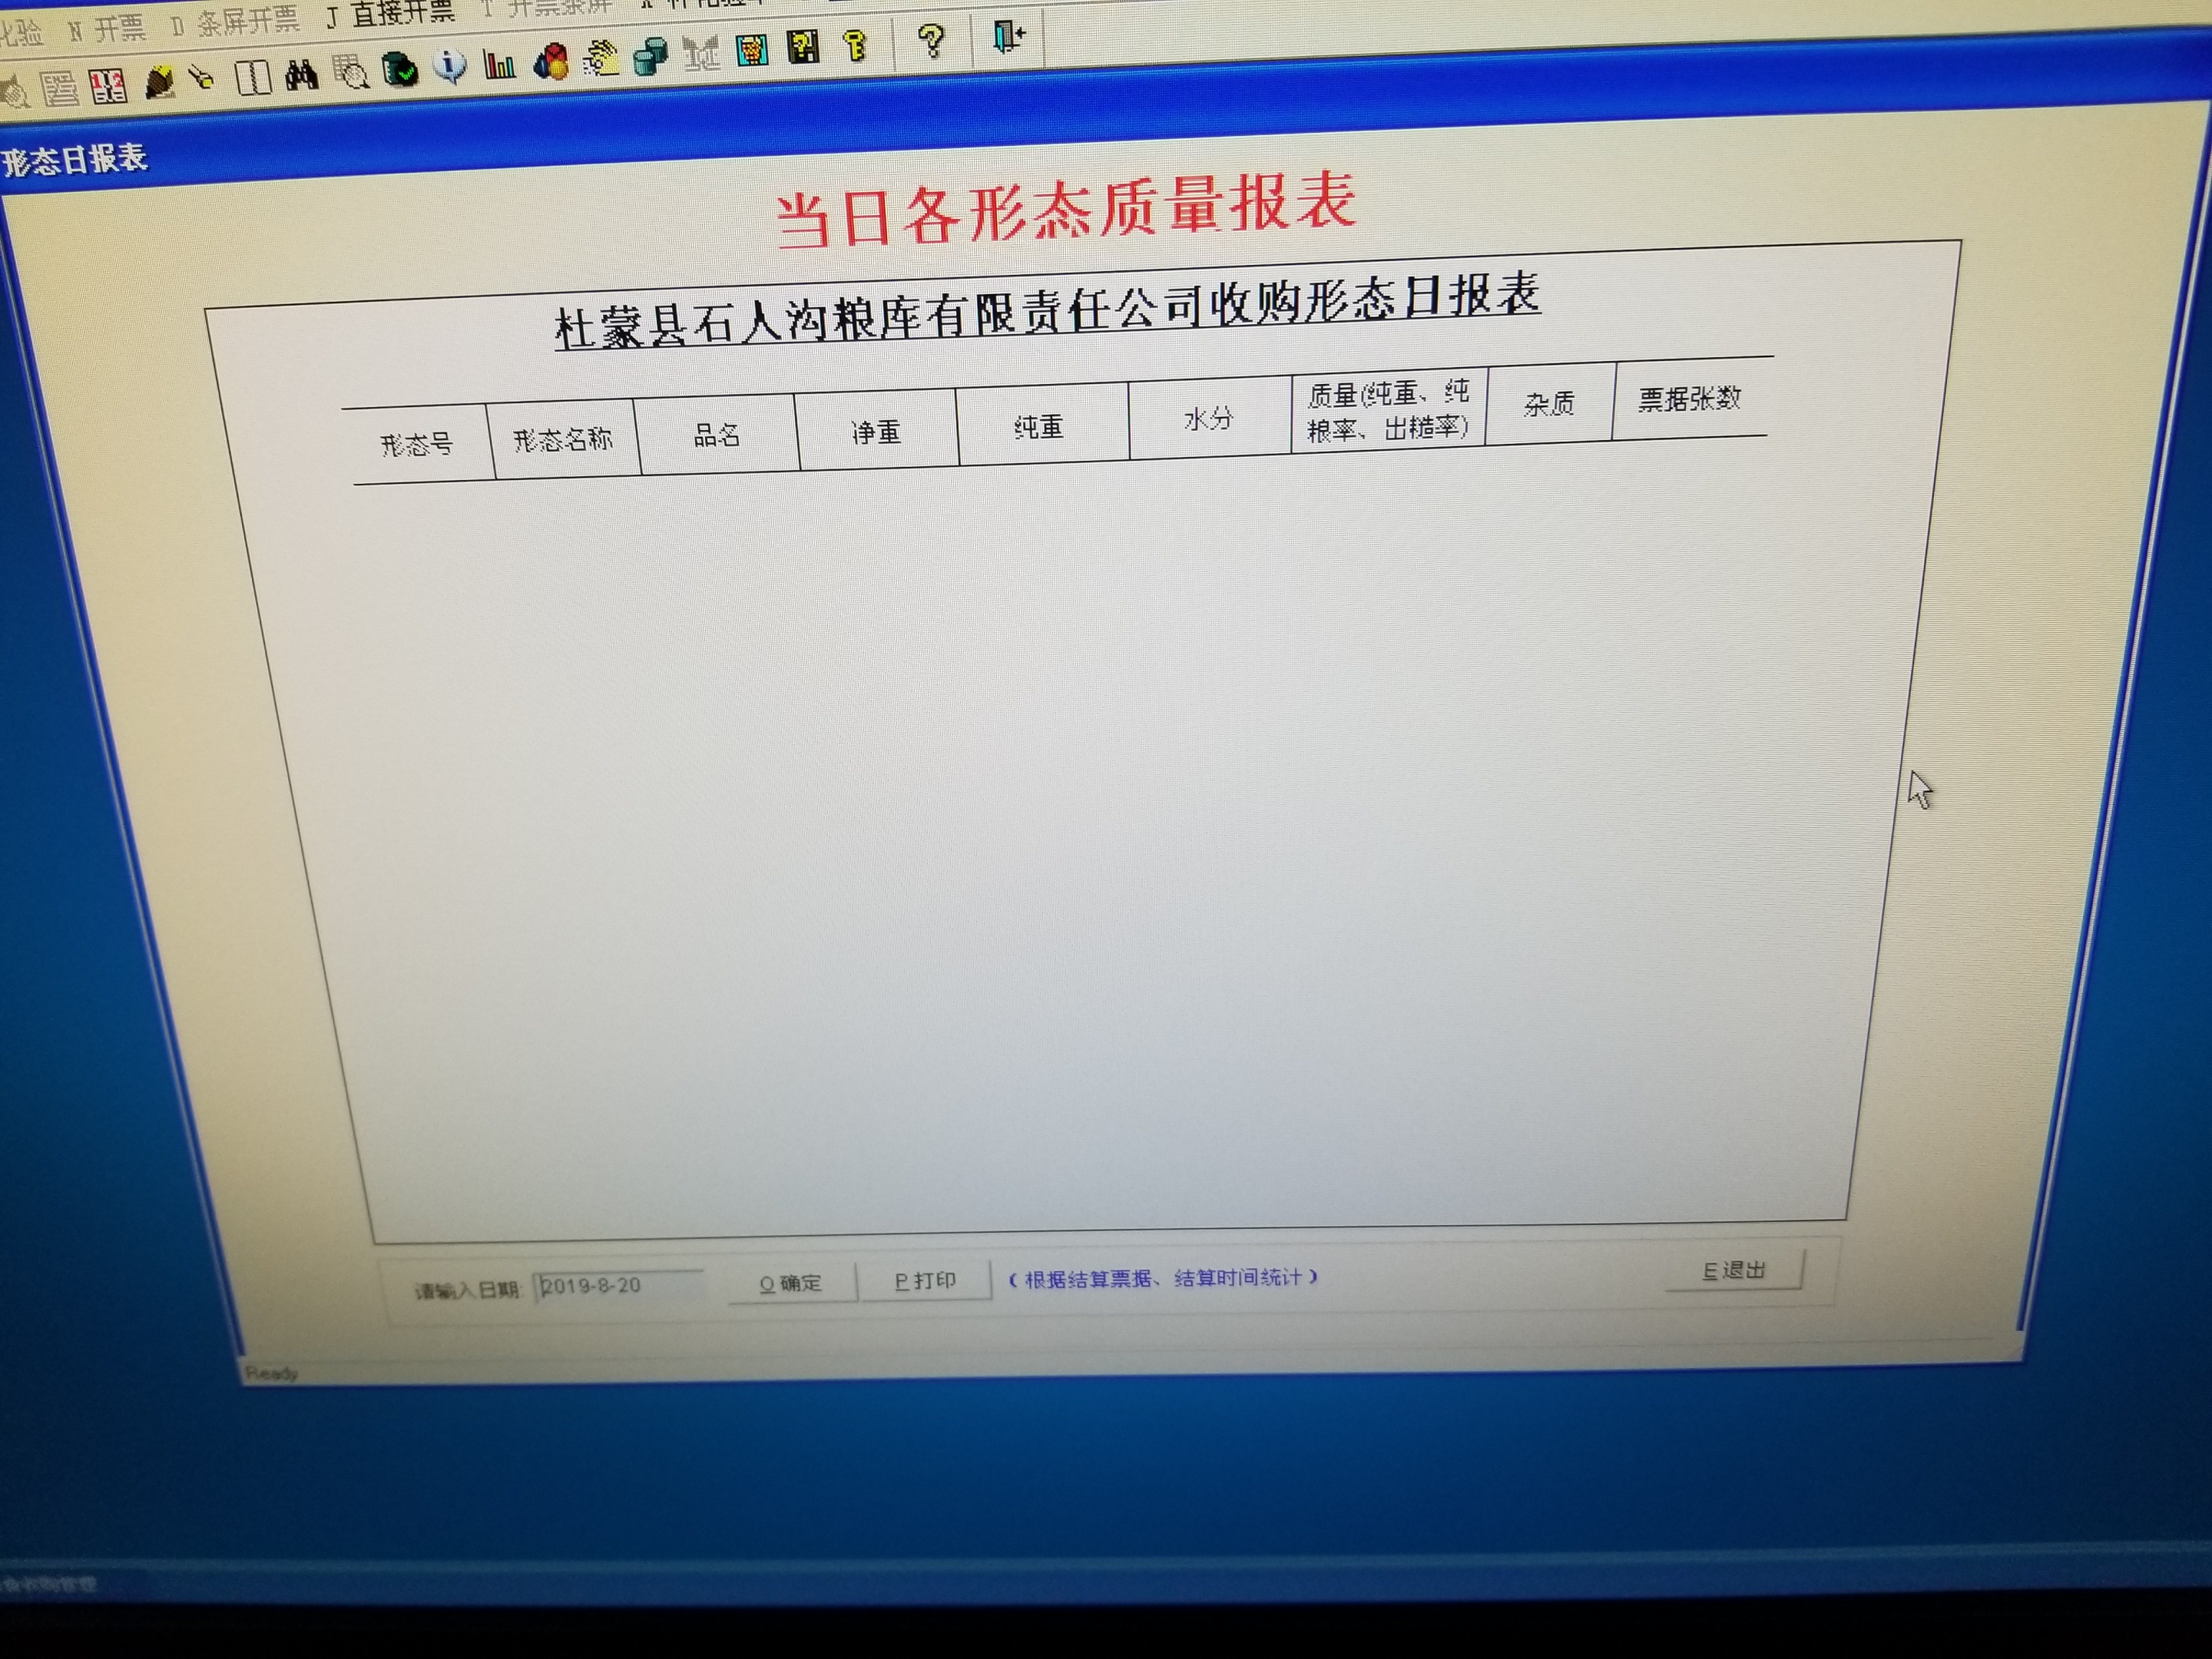 化验 N 开票 D 条屏开票 J 直接开票 T 开票条屏
形态日报表
当日各形态质量报表
杜蒙县石人沟粮库有限责任公司收购形态日报表
形态号 形态名称 品名 净重 纯重 水分 质量(纯重、纯粮率、出糙率) 杂质 票据张数
请输入日期: 2019-8-20 O 确定 P 打印 (根据结算票据、结算时间统计) E 退出
Ready